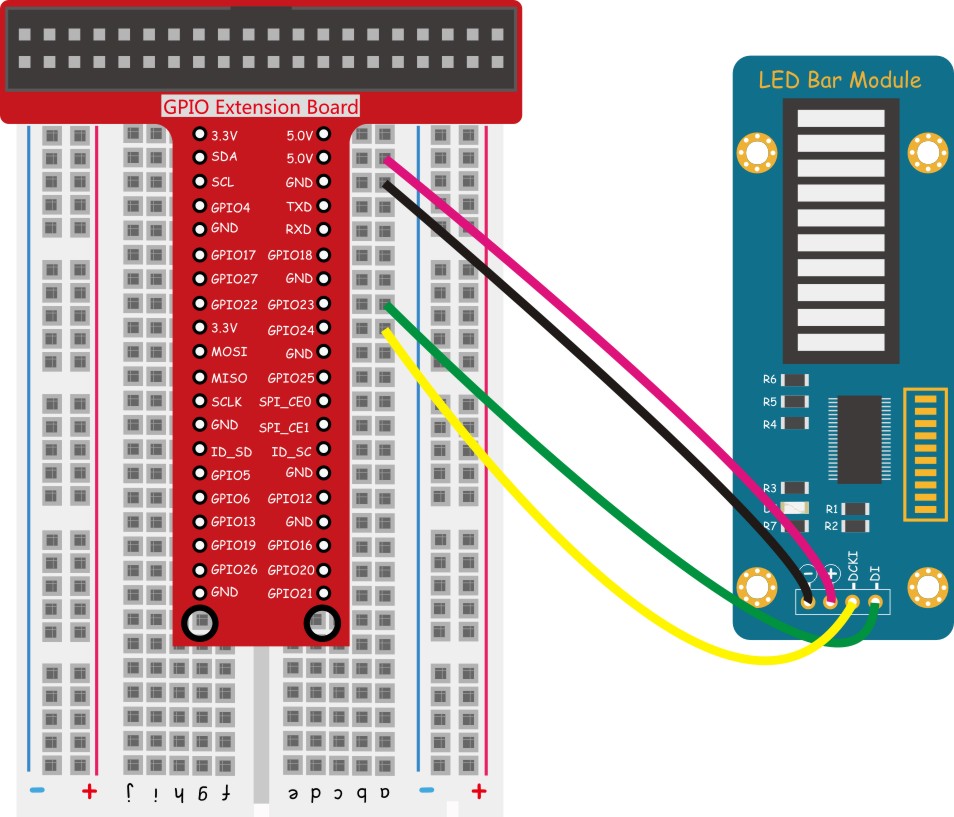 GPIO Extension Board
3.3V 5.0V
SDA 5.0V
SCL GND
GPIO4 TXD
GND RXD
GPIO17 GPIO18
GPIO27 GND
GPIO22 GPIO23
3.3V GPIO24
MOSI GND
MISO GPIO25
SCLK SPI_CE0
GND SPI_CE1
ID_SD ID_SC
GPIO5 GND
GPIO6 GPIO12
GPIO13 GND
GPIO19 GPIO16
GPIO26 GPIO20
GND GPIO21
- + j i h g f e d c b a - +
LED Bar Module
R6
R5
R4
R3
R1
R7 R2
- + DCKI DI